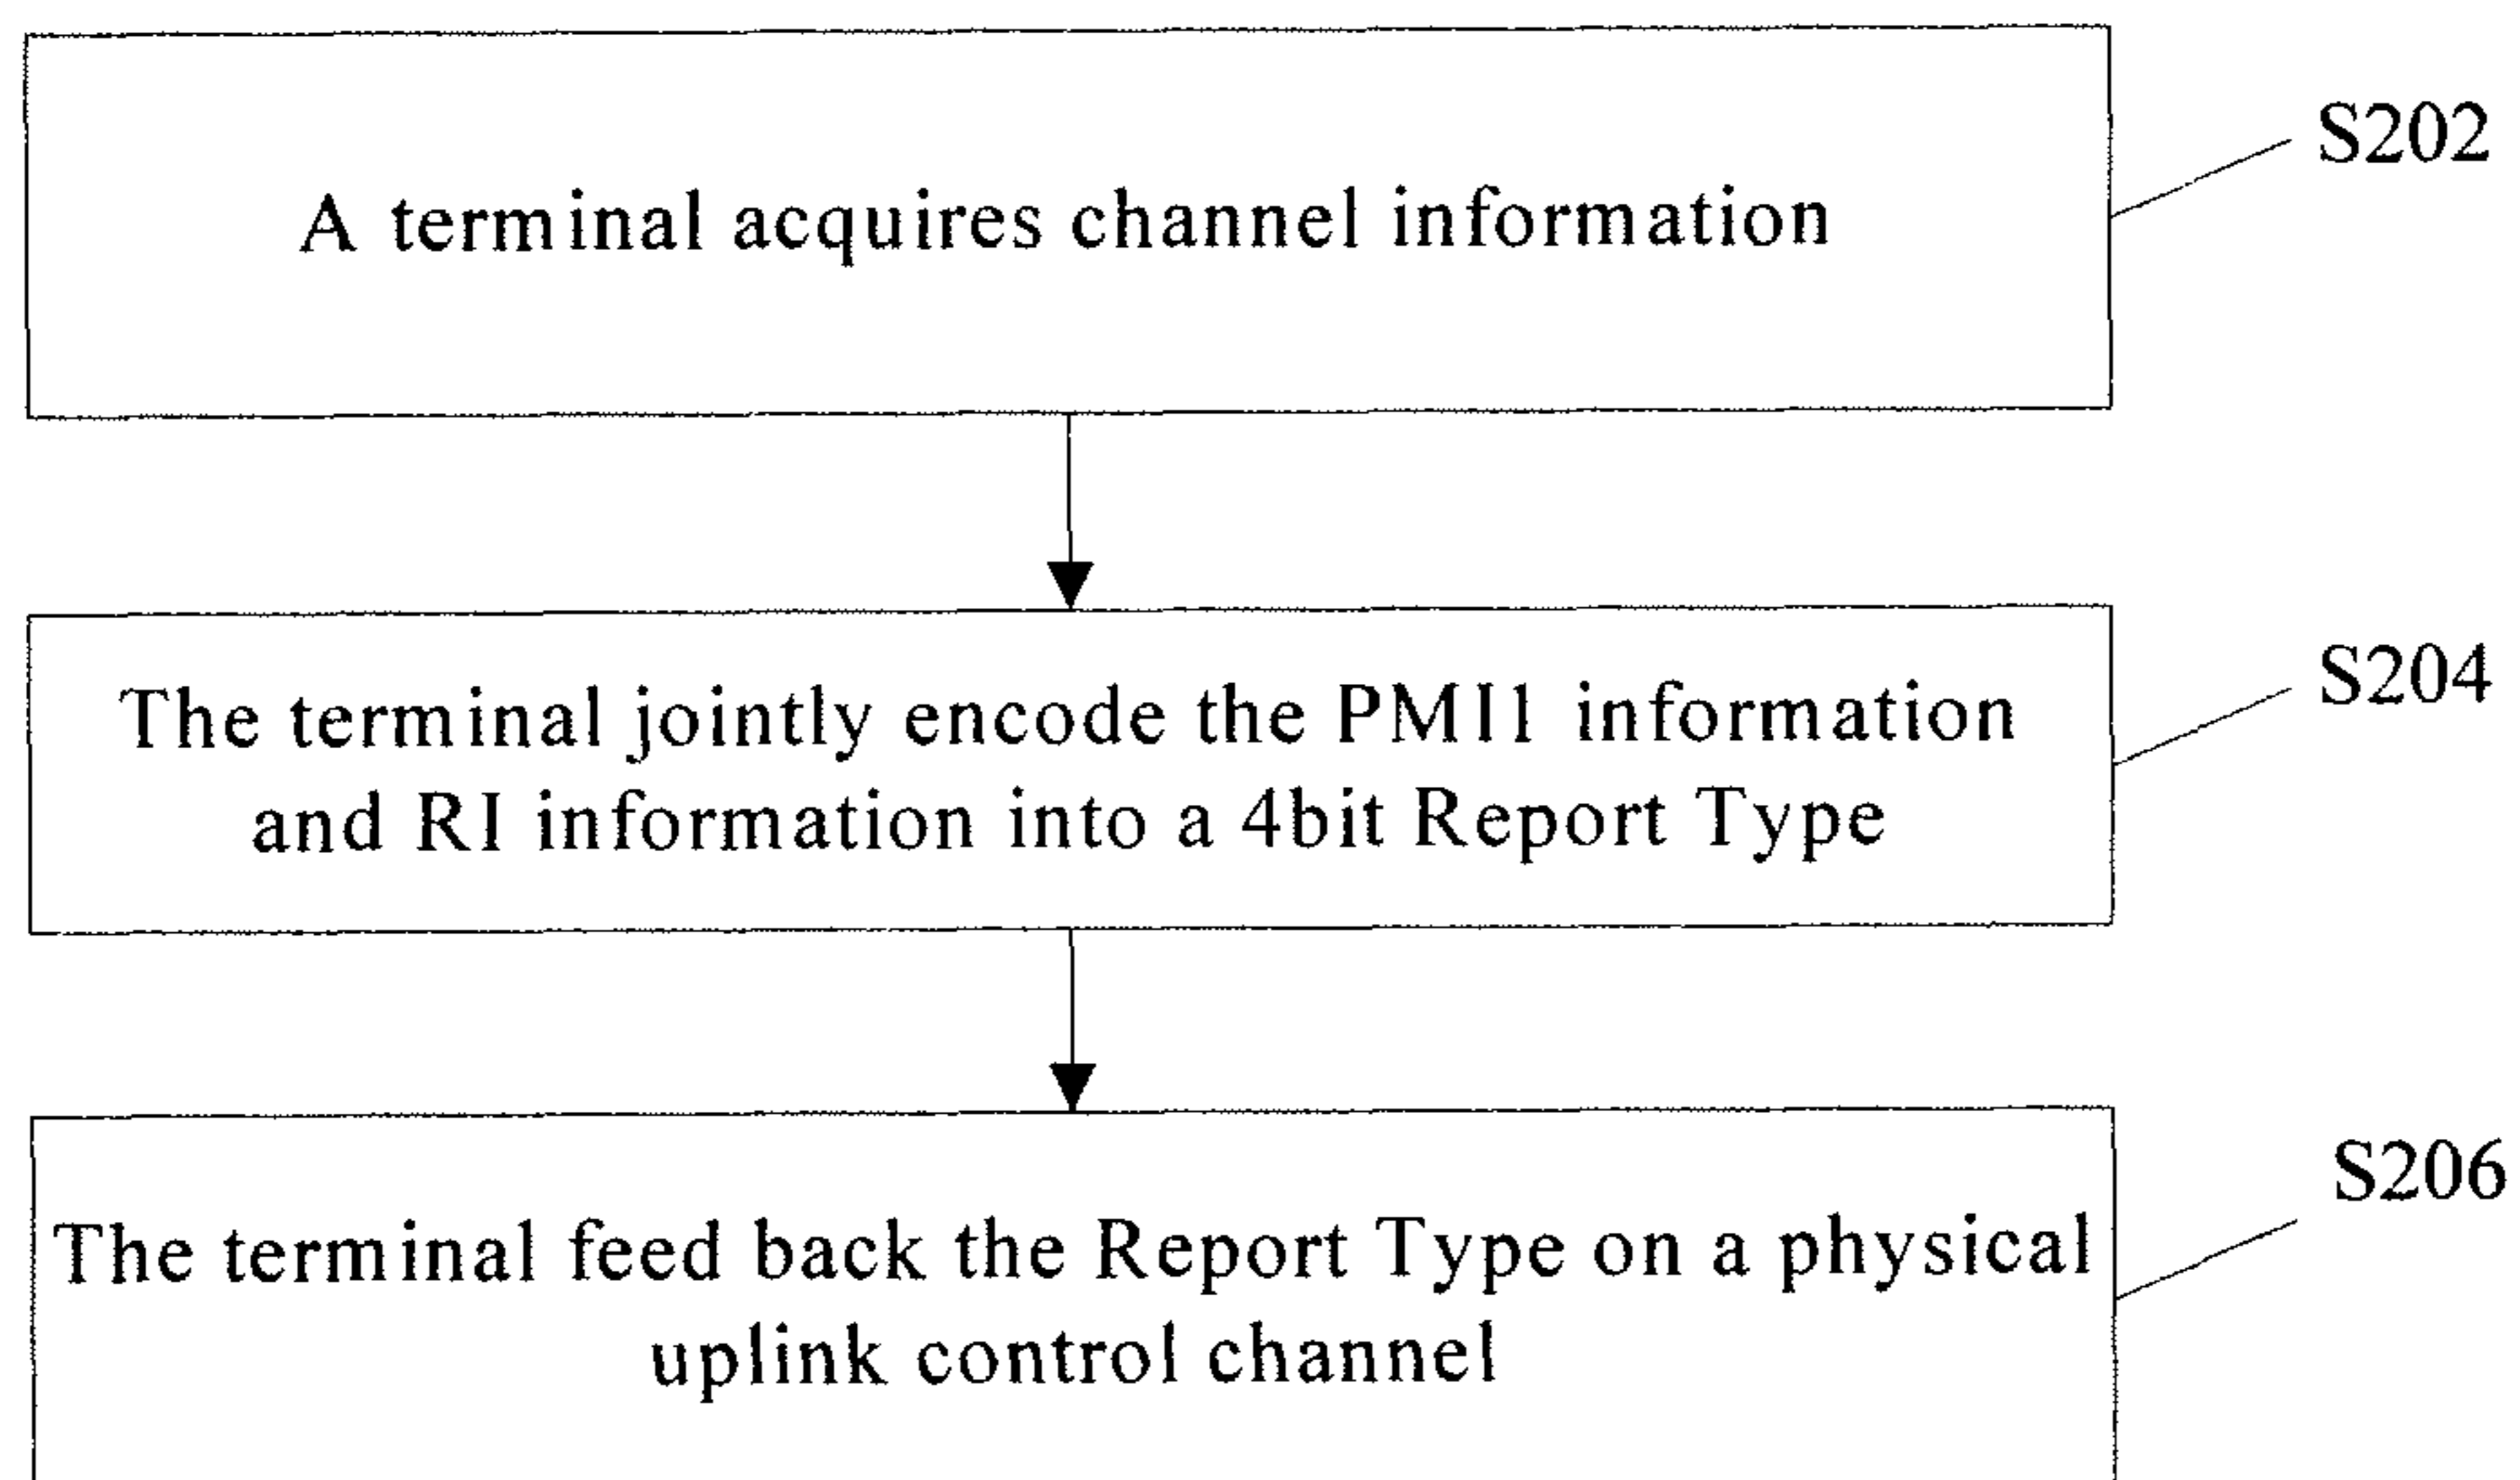 A terminal acquires channel information
S202
The terminal jointly encode the PMI1 information
and RI information into a 4bit Report Type
S204
The terminal feed back the Report Type on a physical
uplink control channel
S206